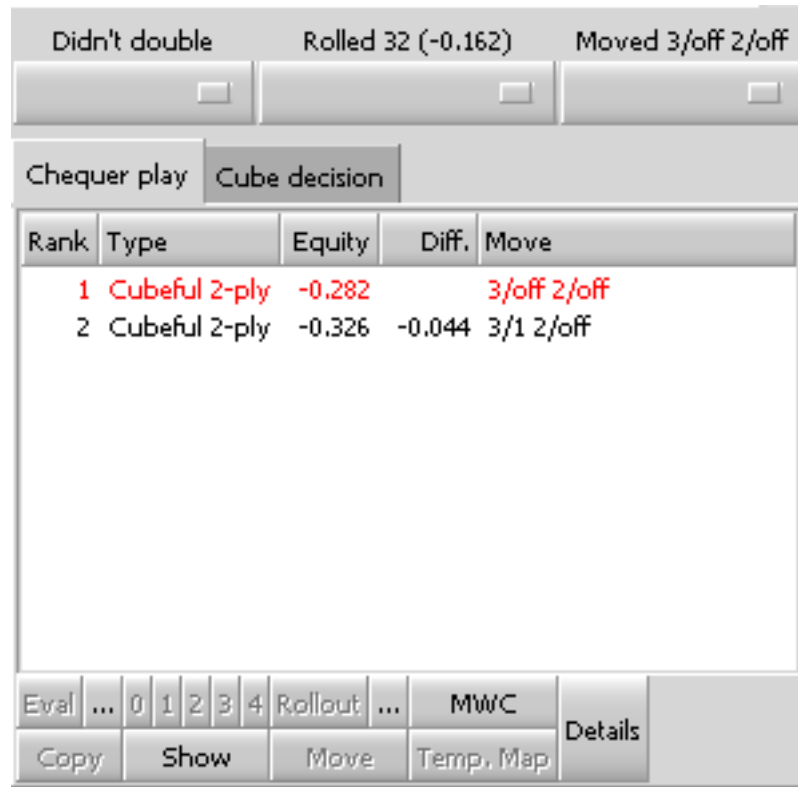 Didn't double Rolled 32 (-0.162) Moved 3/off 2/off
Chequer play Cube decision
Rank Type Equity Diff. Move
1 Cubeful 2-ply -0.282 3/off 2/off
2 Cubeful 2-ply -0.326 -0.044 3/1 2/off
Eval ... 0 1 2 3 4 Rollout ... MWC Details
Copy Show Move Temp. Map